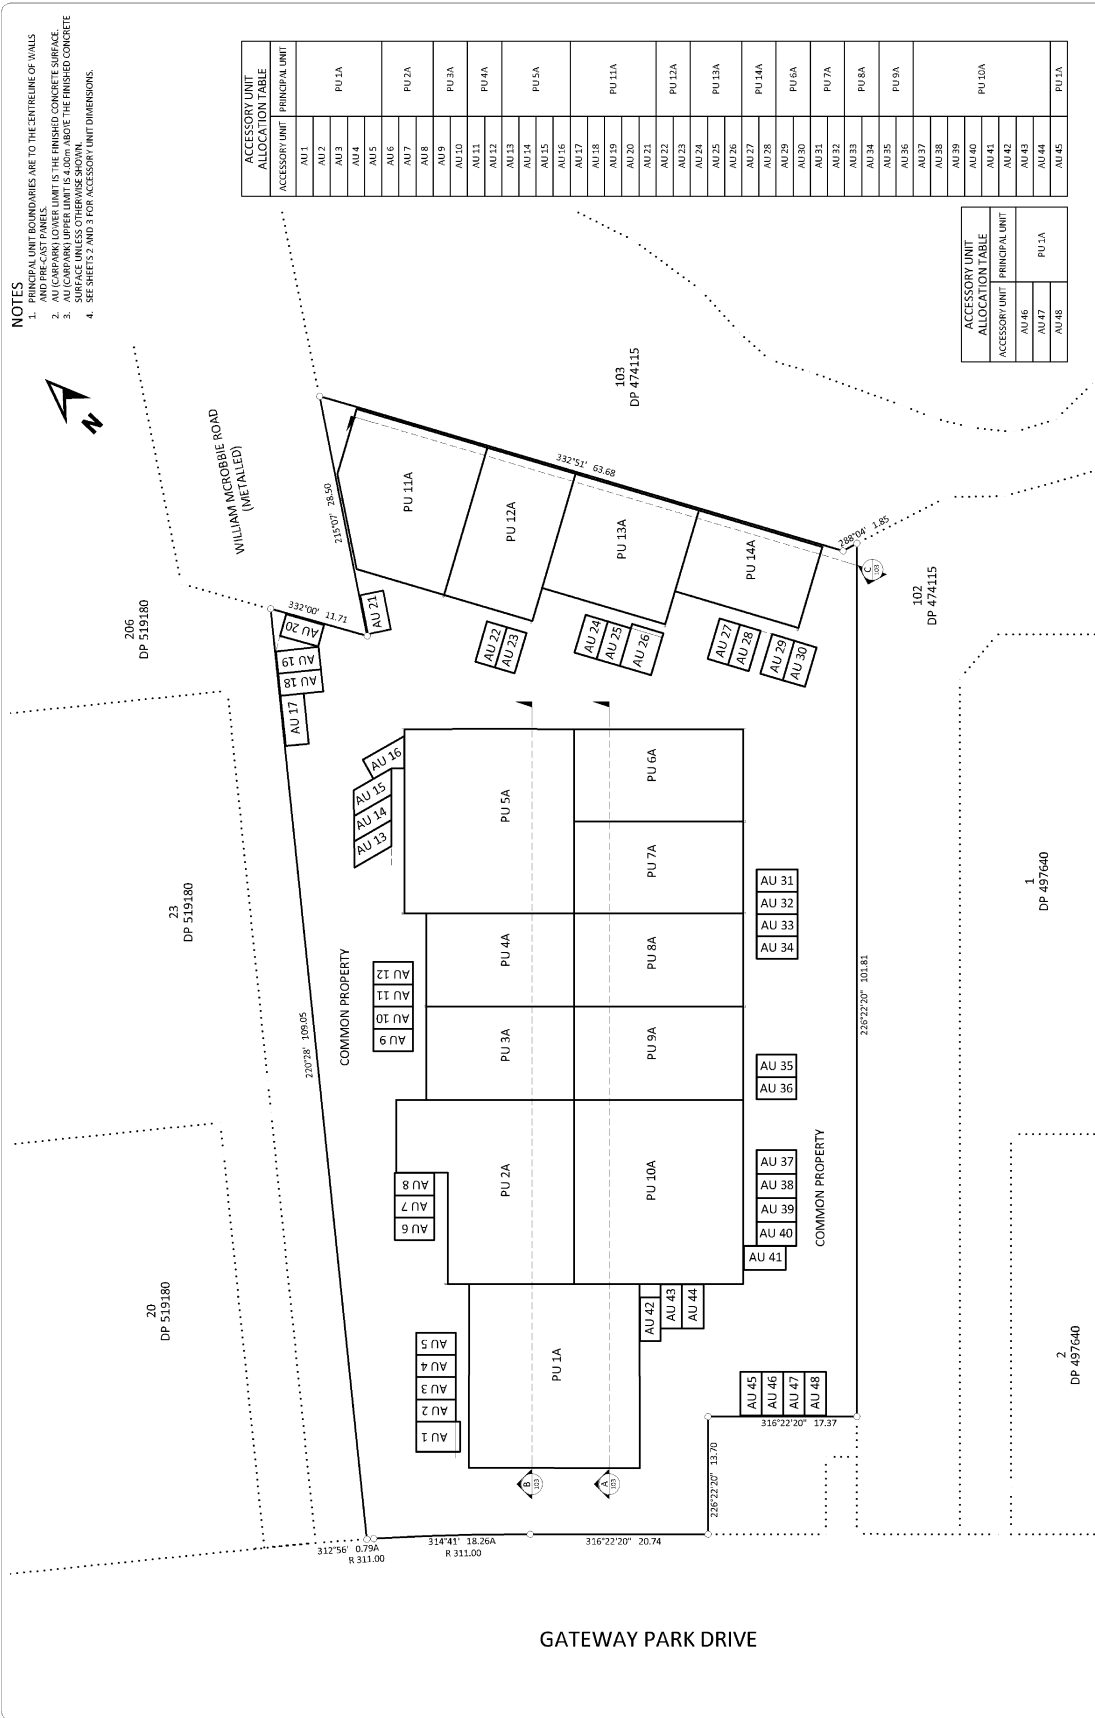 NOTES
1. PRINCIPAL UNIT BOUNDARIES ARE TO THE CENTRELINE OF WALLS
AND PRE-CAST PANELS.
2. AU (CARPARK) LOWER LIMIT IS THE FINISHED CONCRETE SURFACE.
3. AU (CARPARK) UPPER LIMIT IS 4.00m ABOVE THE FINISHED CONCRETE
SURFACE UNLESS OTHERWISE SHOWN.
4. SEE SHEETS 2 AND 3 FOR ACCESSORY UNIT DIMENSIONS.
N
ACCESSORY UNIT
ALLOCATION TABLE
ACCESSORY UNIT PRINCIPAL UNIT
AU 1
AU 2
AU 3 PU 1A
AU 4
AU 5
AU 6
AU 7 PU 2A
AU 8
AU 9 PU 3A
AU 10
AU 11 PU 4A
AU 12
AU 13
AU 14 PU 5A
AU 15
AU 16
AU 17
AU 18
AU 19 PU 11A
AU 20
AU 21
AU 22 PU 12A
AU 23
AU 24
AU 25 PU 13A
AU 26
AU 27 PU 14A
AU 28
AU 29 PU 6A
AU 30
AU 31 PU 7A
AU 32
AU 33 PU 8A
AU 34
AU 35 PU 9A
AU 36
AU 37
AU 38
AU 39
AU 40 PU 10A
AU 41
AU 42
AU 43
AU 44
AU 45 PU 1A
ACCESSORY UNIT
ALLOCATION TABLE
ACCESSORY UNIT PRINCIPAL UNIT
AU 46
AU 47 PU 1A
AU 48
WILLIAM MCROBBIE ROAD
(METALLED)
103
DP 474115
206
DP 519180
102
DP 474115
23
DP 519180
1
DP 497640
20
DP 519180
2
DP 497640
215°07' 28.50
332°51' 63.68
288°04' 1.85
332°00' 11.71
220°28' 109.05
226°22'20" 101.81
316°22'20" 17.37
226°22'20" 13.70
316°22'20" 20.74
314°41' 18.26A
R 311.00
312°56' 0.79A
R 311.00
PU 11A
PU 12A
PU 13A
PU 14A
AU 21
AU 20
AU 19
AU 18
AU 17
AU 22
AU 23
AU 24
AU 25
AU 26
AU 27
AU 28
AU 29
AU 30
C
103
AU 16
AU 15
AU 14
AU 13
PU 5A
PU 6A
PU 7A
AU 31
AU 32
AU 33
AU 34
COMMON PROPERTY
AU 12
AU 11
AU 10
AU 9
PU 4A
PU 8A
PU 3A
PU 9A
AU 35
AU 36
AU 8
AU 7
AU 6
PU 2A
PU 10A
AU 37
AU 38
AU 39
AU 40
AU 41
COMMON PROPERTY
AU 42
AU 43
AU 44
AU 5
AU 4
AU 3
AU 2
AU 1
PU 1A
AU 45
AU 46
AU 47
AU 48
B
103
A
103
GATEWAY PARK DRIVE